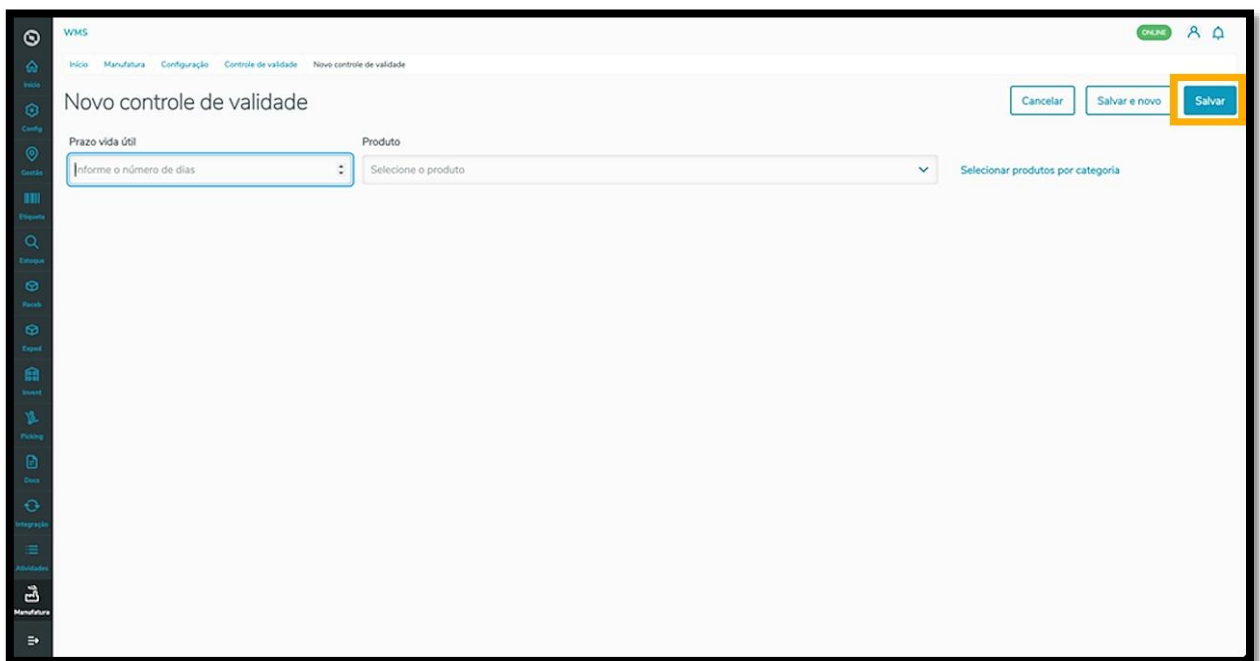 WMS
ONLINE
Início Manufatura Configuração Controle de validade Novo controle de validade
Novo controle de validade
Cancelar
Salvar e novo
Salvar
Prazo vida útil
Produto
Informe o número de dias
Selecione o produto
Selecionar produtos por categoria
Início
Config
Gestão
Etiqueta
Estoque
Receb
Exped
Invent
Picking
Docs
Integração
Atividades
Manufatura